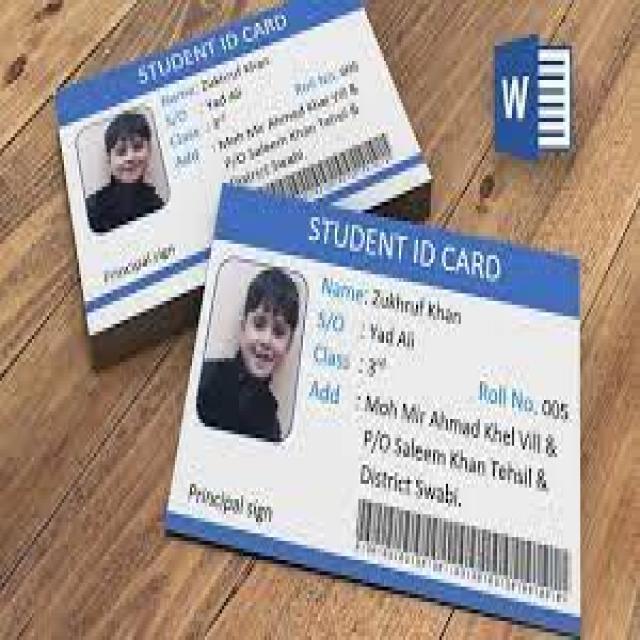 STUDENT ID CARD
Name: Zukhruf Khan
S/O : Yad Ali
Class : 3rd
Roll No. 005
Add : Moh Mir Ahmad Khel Vill &
P/O Saleem Khan Tehsil &
District Swabi.
Principal sign
W
STUDENT ID CARD
Name: Zukhruf Khan
S/O : Yad Ali
Class : 3rd
Roll No. 005
Add : Moh Mir Ahmad Khel Vill &
P/O Saleem Khan Tehsil &
District Swabi.
Principal sign